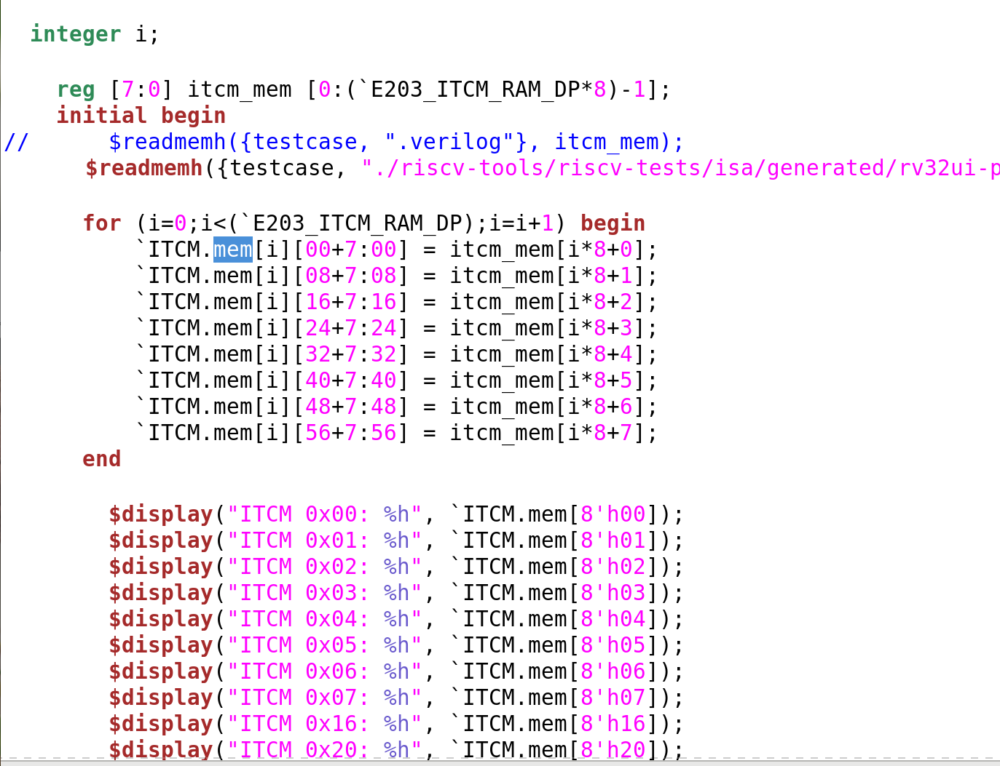 integer i;
reg [7:0] itcm_mem [0:(`E203_ITCM_RAM_DP*8)-1];
initial begin
//      $readmemh({testcase, ".verilog"}, itcm_mem);
$readmemh({testcase, "./riscv-tools/riscv-tests/isa/generated/rv32ui-p
for (i=0;i<(`E203_ITCM_RAM_DP);i=i+1) begin
`ITCM.mem[i][00+7:00] = itcm_mem[i*8+0];
`ITCM.mem[i][08+7:08] = itcm_mem[i*8+1];
`ITCM.mem[i][16+7:16] = itcm_mem[i*8+2];
`ITCM.mem[i][24+7:24] = itcm_mem[i*8+3];
`ITCM.mem[i][32+7:32] = itcm_mem[i*8+4];
`ITCM.mem[i][40+7:40] = itcm_mem[i*8+5];
`ITCM.mem[i][48+7:48] = itcm_mem[i*8+6];
`ITCM.mem[i][56+7:56] = itcm_mem[i*8+7];
end
$display("ITCM 0x00: %h", `ITCM.mem[8'h00]);
$display("ITCM 0x01: %h", `ITCM.mem[8'h01]);
$display("ITCM 0x02: %h", `ITCM.mem[8'h02]);
$display("ITCM 0x03: %h", `ITCM.mem[8'h03]);
$display("ITCM 0x04: %h", `ITCM.mem[8'h04]);
$display("ITCM 0x05: %h", `ITCM.mem[8'h05]);
$display("ITCM 0x06: %h", `ITCM.mem[8'h06]);
$display("ITCM 0x07: %h", `ITCM.mem[8'h07]);
$display("ITCM 0x16: %h", `ITCM.mem[8'h16]);
$display("ITCM 0x20: %h", `ITCM.mem[8'h20]);